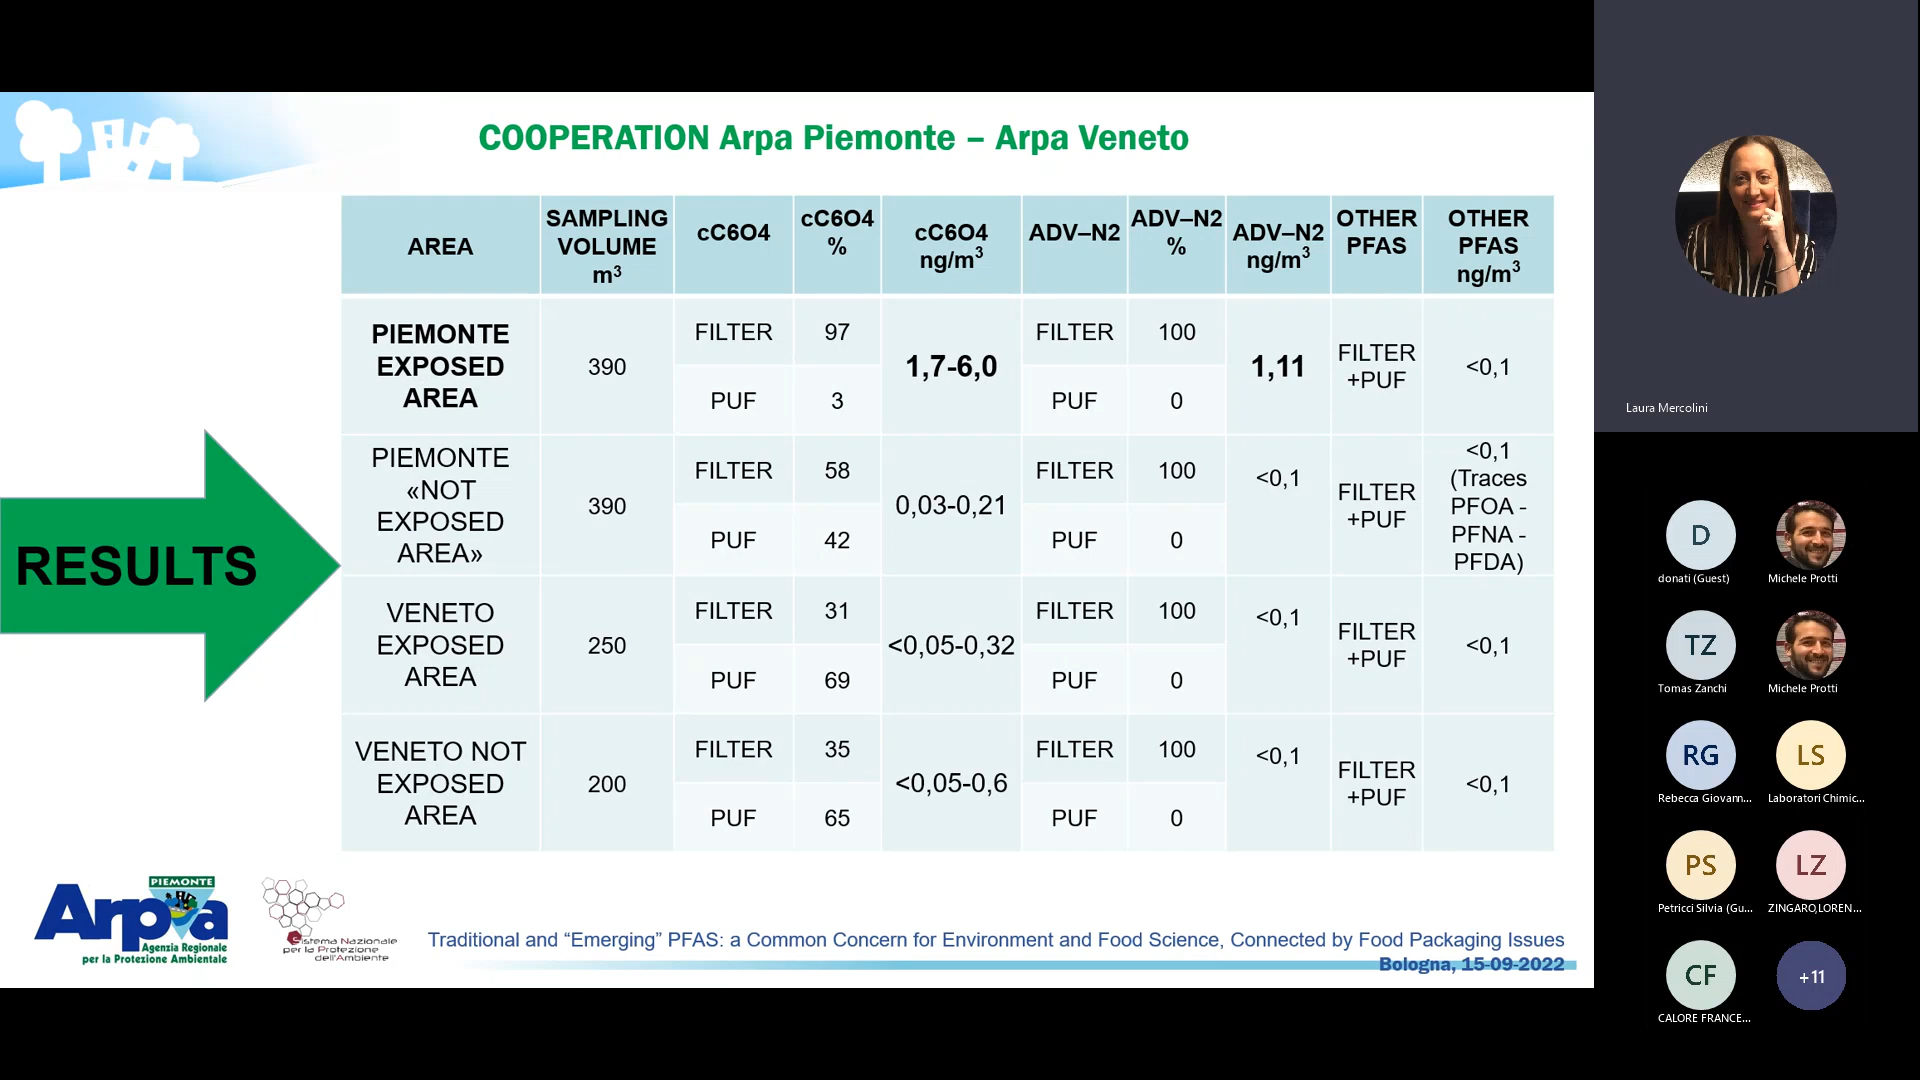 COOPERATION Arpa Piemonte – Arpa Veneto
AREA
SAMPLING
VOLUME
m³
cC6O4
cC6O4
%
cC6O4
ng/m³
ADV–N2
ADV–N2
%
ADV–N2
ng/m³
OTHER
PFAS
OTHER
PFAS
ng/m³
PIEMONTE
EXPOSED
AREA
390
FILTER
97
PUF
3
1,7-6,0
FILTER
100
PUF
0
1,11
FILTER
+PUF
<0,1
PIEMONTE
«NOT
EXPOSED
AREA»
390
FILTER
58
PUF
42
0,03-0,21
FILTER
100
PUF
0
<0,1
FILTER
+PUF
<0,1
(Traces
PFOA -
PFNA -
PFDA)
VENETO
EXPOSED
AREA
250
FILTER
31
PUF
69
<0,05-0,32
FILTER
100
PUF
0
<0,1
FILTER
+PUF
<0,1
VENETO NOT
EXPOSED
AREA
200
FILTER
35
PUF
65
<0,05-0,6
FILTER
100
PUF
0
<0,1
FILTER
+PUF
<0,1
RESULTS
PIEMONTE
Arpa
Agenzia Regionale
per la Protezione Ambientale
Sistema Nazionale
per la Protezione
dell'Ambiente
Traditional and “Emerging” PFAS: a Common Concern for Environment and Food Science, Connected by Food Packaging Issues
Bologna, 15-09-2022
Laura Mercolini
D
donati (Guest)
Michele Protti
TZ
Tomas Zanchi
Michele Protti
RG
Rebecca Giovann...
LS
Laboratori Chimic...
PS
Petricci Silvia (Gu...
LZ
ZINGARO,LOREN...
CF
CALORE FRANCE...
+11